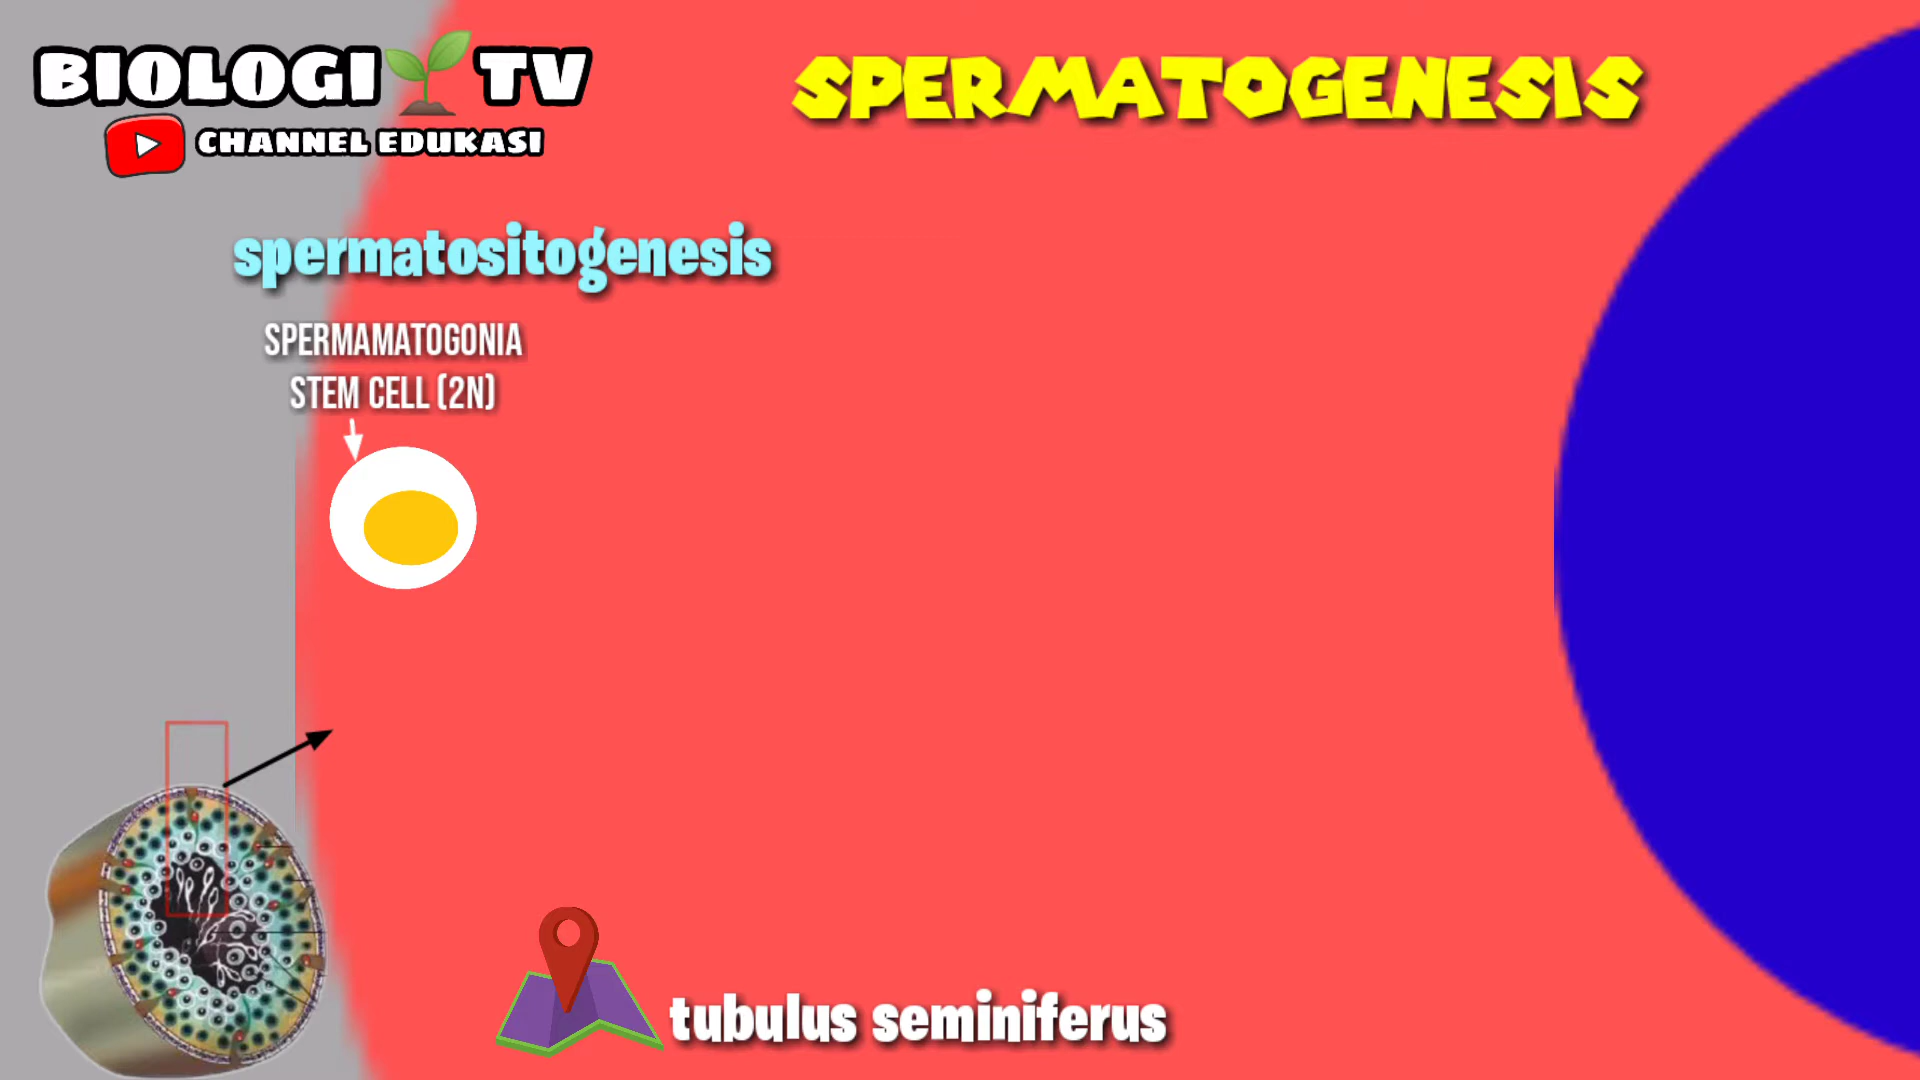 BIOLOGI TV
CHANNEL EDUKASI
SPERMATOGENESIS
spermatositogenesis
SPERMAMATOGONIA
STEM CELL (2N)
tubulus seminiferus